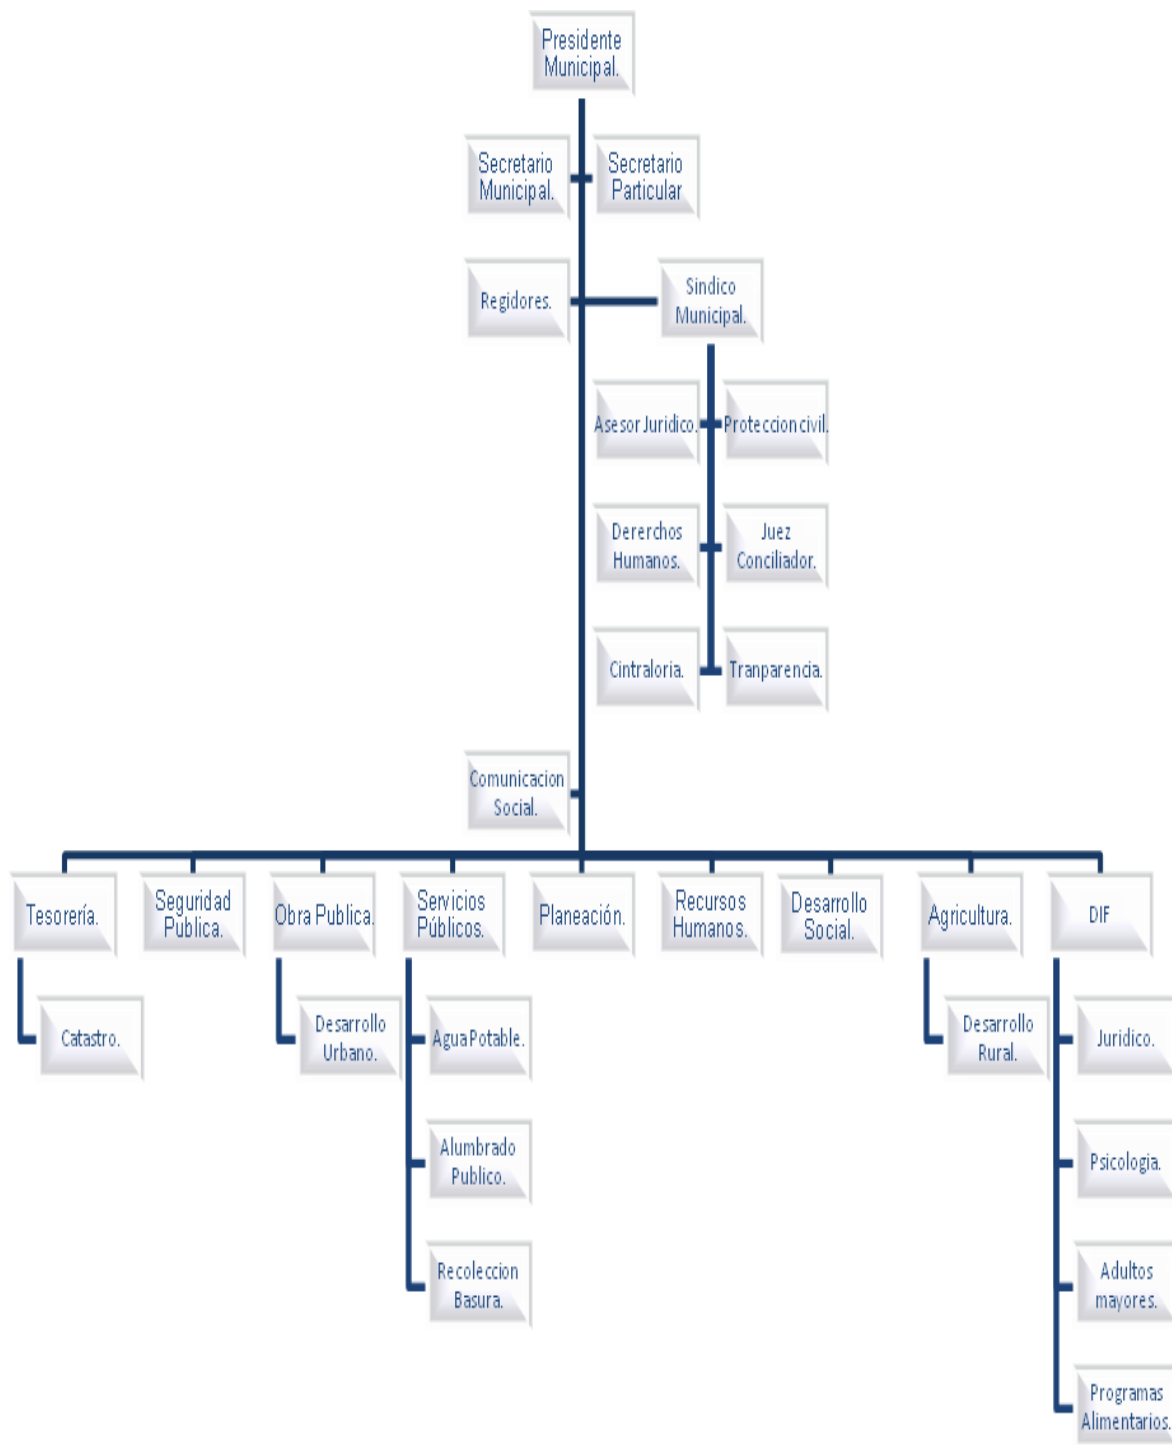 Presidente
Municipal.
Secretario
Municipal.
Secretario
Particular
Regidores.
Sindico
Municipal.
Asesor Juridico.
Proteccion civil.
Dererchos
Humanos.
Juez
Conciliador.
Cintraloria.
Tranparencia.
Comunicacion
Social.
Tesorería.
Seguridad
Pública.
Obra Publica.
Servicios
Públicos.
Planeación.
Recursos
Humanos.
Desarrollo
Social.
Agricultura.
DIF
Catastro.
Desarrollo
Urbano.
Agua Potable.
Desarrollo
Rural.
Juridico.
Alumbrado
Publico.
Psicologia.
Recoleccion
Basura.
Adultos
mayores.
Programas
Alimentarios.